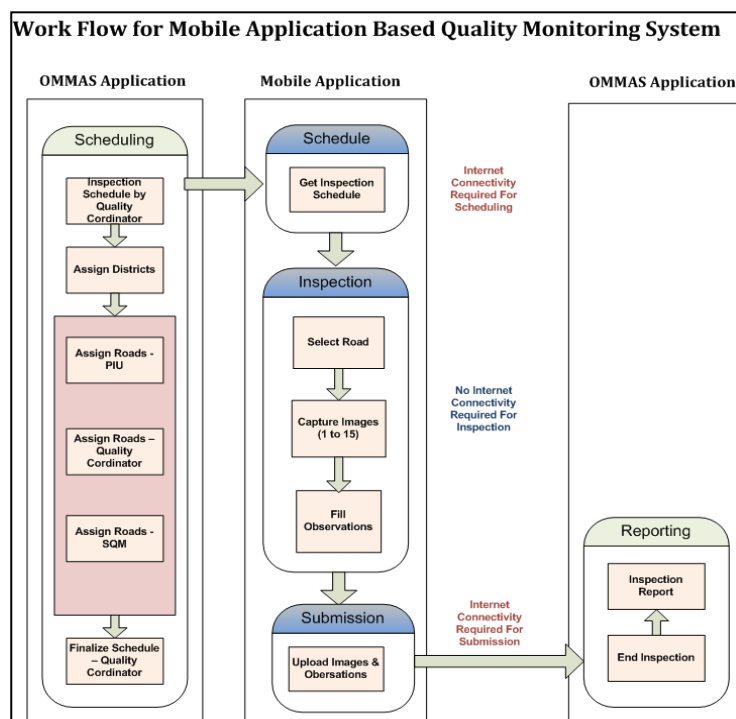 Work Flow for Mobile Application Based Quality Monitoring System
OMMAS Application
Scheduling
Inspection
Schedule by
Quality
Cordinator
Assign Districts
Assign Roads -
PIU
Assign Roads –
Quality
Cordinator
Assign Roads -
SQM
Finalize Schedule
– Quality
Cordinator
Mobile Application
Schedule
Get Inspection
Schedule
Inspection
Select Road
Capture Images
(1 to 15)
Fill
Observations
Submission
Upload Images &
Obersations
Internet
Connectivity
Required For
Scheduling
No Internet
Connectivity
Required For
Inspection
Internet
Connectivity
Required For
Submission
OMMAS Application
Reporting
Inspection
Report
End Inspection